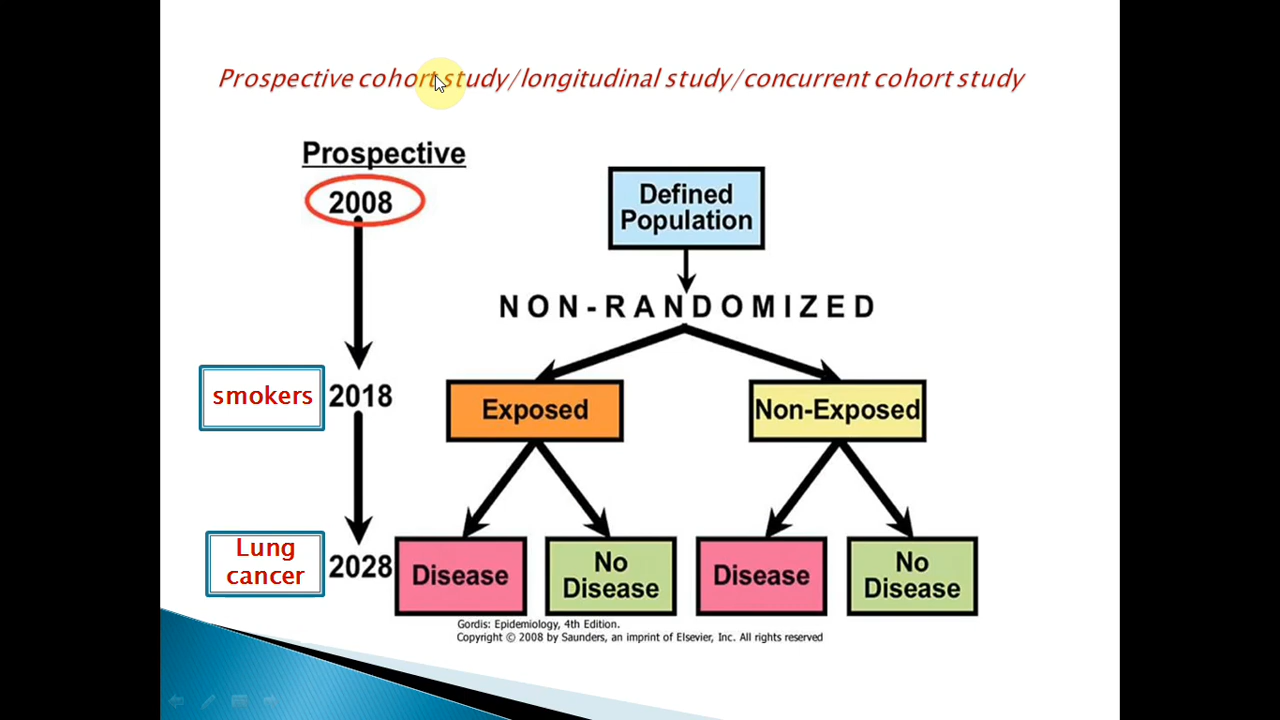 Prospective cohort study/longitudinal study/concurrent cohort study
Prospective
2008
Defined
Population
NON-RANDOMIZED
smokers
2018
Exposed
Non-Exposed
Lung
cancer
2028
Disease
No
Disease
Disease
No
Disease
Gordis: Epidemiology, 4th Edition.
Copyright © 2008 by Saunders, an imprint of Elsevier, Inc. All rights reserved